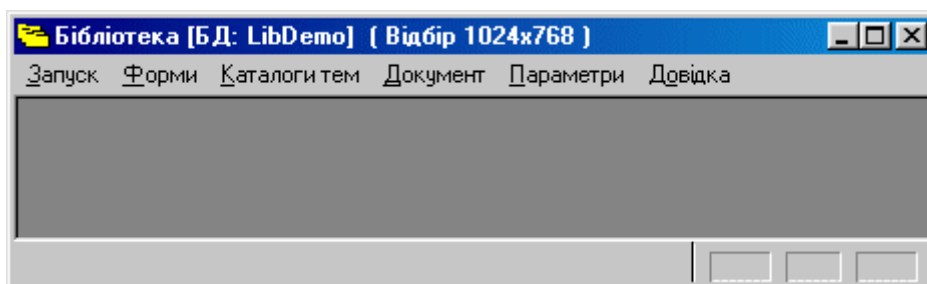 Бібліотека [БД: LibDemo] ( Відбір 1024x768 )
Запуск Форми Каталоги тем Документ Параметри Довідка